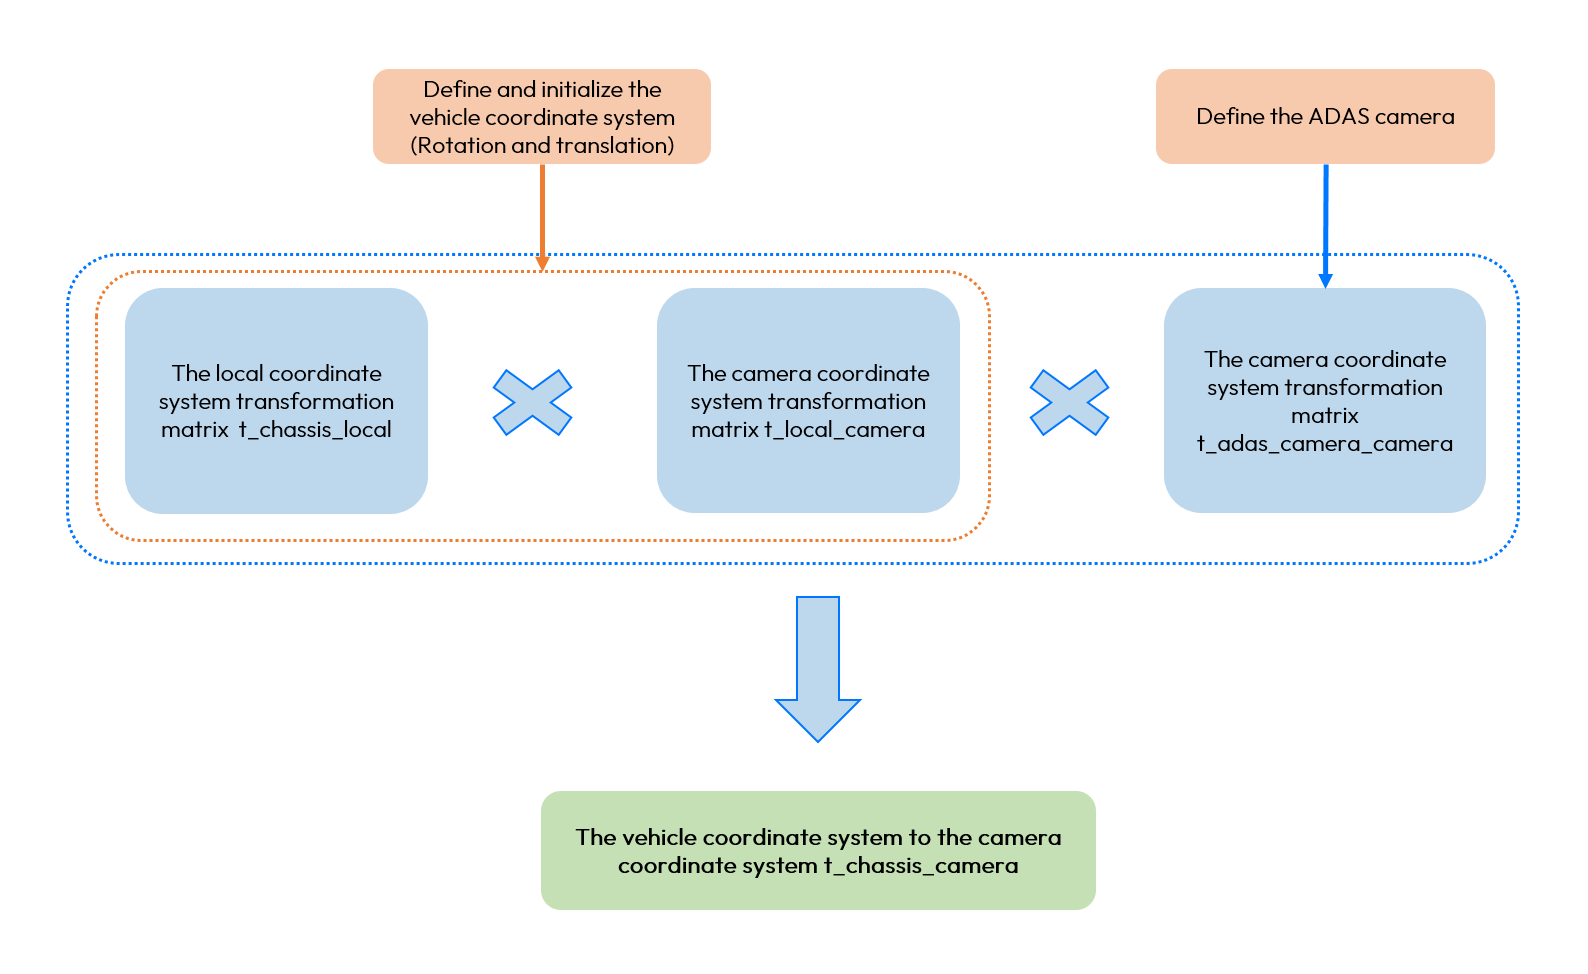 Define and initialize the
vehicle coordinate system
(Rotation and translation)
Define the ADAS camera
The local coordinate
system transformation
matrix  t_chassis_local
The camera coordinate
system transformation
matrix t_local_camera
The camera coordinate
system transformation
matrix
t_adas_camera_camera
The vehicle coordinate system to the camera
coordinate system t_chassis_camera